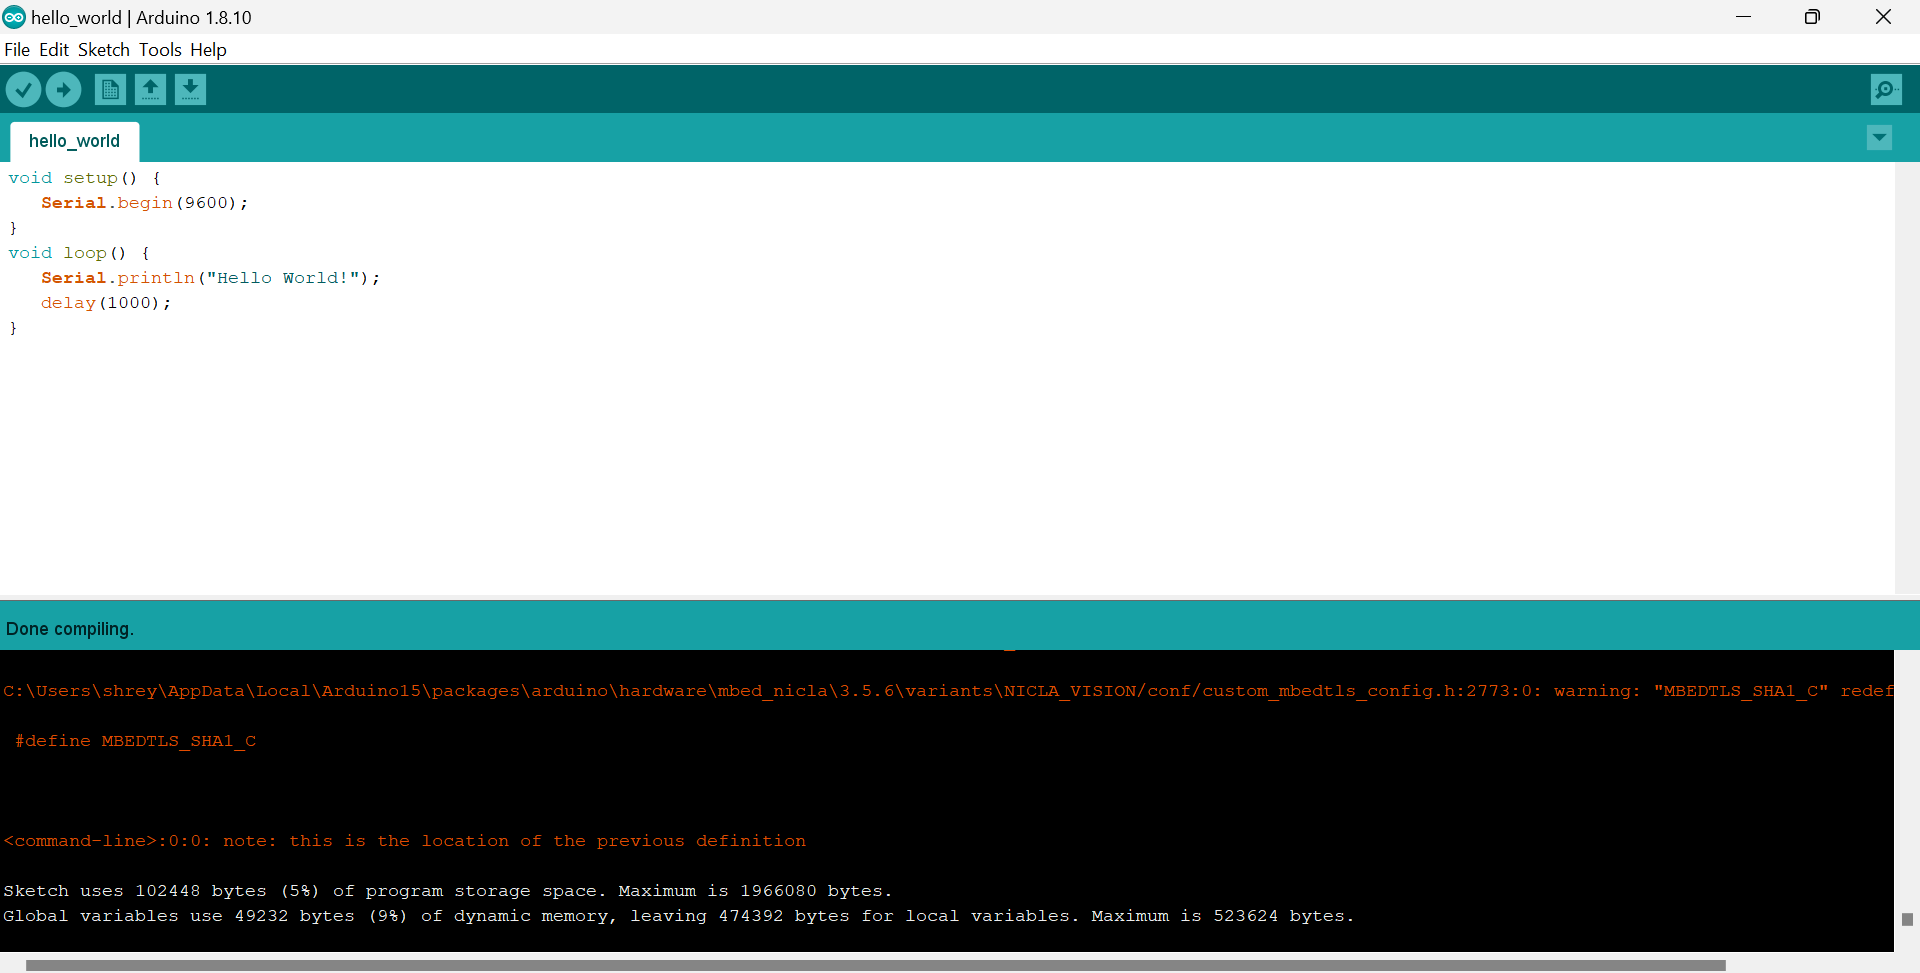 hello_world | Arduino 1.8.10
File Edit Sketch Tools Help
hello_world
void setup() {
   Serial.begin(9600);
}
void loop() {
   Serial.println("Hello World!");
   delay(1000);
}
Done compiling.
C:\Users\shrey\AppData\Local\Arduino15\packages\arduino\hardware\mbed_nicla\3.5.6\variants\NICLA_VISION/conf/custom_mbedtls_config.h:2773:0: warning: "MBEDTLS_SHA1_C" redef
 #define MBEDTLS_SHA1_C
<command-line>:0:0: note: this is the location of the previous definition
Sketch uses 102448 bytes (5%) of program storage space. Maximum is 1966080 bytes.
Global variables use 49232 bytes (9%) of dynamic memory, leaving 474392 bytes for local variables. Maximum is 523624 bytes.